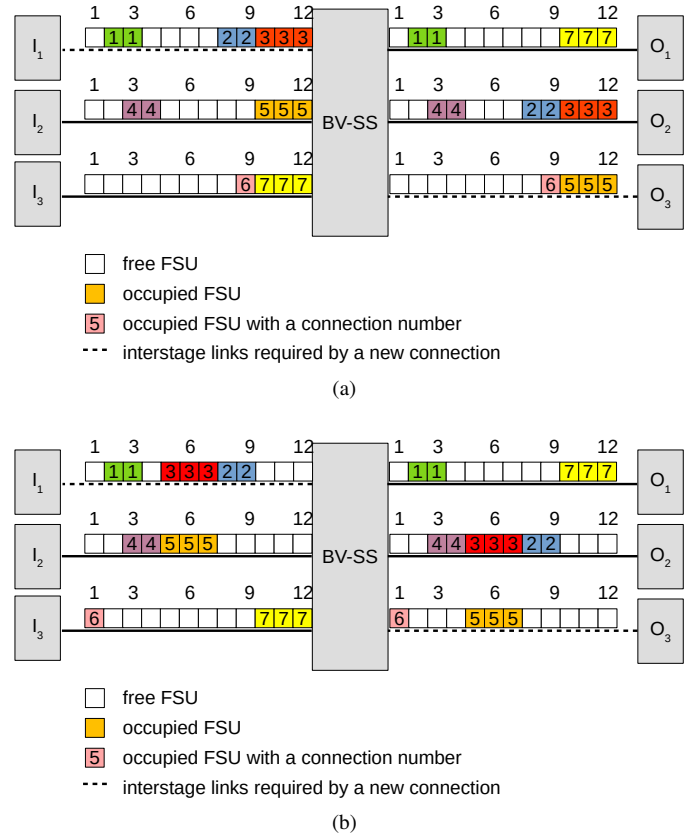 1 3 6 9 12 1 3 6 9 12
I1 1 1 2 2 3 3 3 BV-SS 1 1 7 7 7 O1
1 3 6 9 12 1 3 6 9 12
I2 4 4 5 5 5 4 4 2 2 3 3 3 O2
1 3 6 9 12 1 3 6 9 12
I3 6 7 7 7 6 5 5 5 O3
free FSU
occupied FSU
5 occupied FSU with a connection number
interstage links required by a new connection
(a)
1 3 6 9 12 1 3 6 9 12
I1 1 1 3 3 3 2 2 BV-SS 1 1 7 7 7 O1
1 3 6 9 12 1 3 6 9 12
I2 4 4 5 5 5 4 4 3 3 3 2 2 O2
1 3 6 9 12 1 3 6 9 12
I3 6 7 7 7 6 5 5 5 O3
free FSU
occupied FSU
5 occupied FSU with a connection number
interstage links required by a new connection
(b)